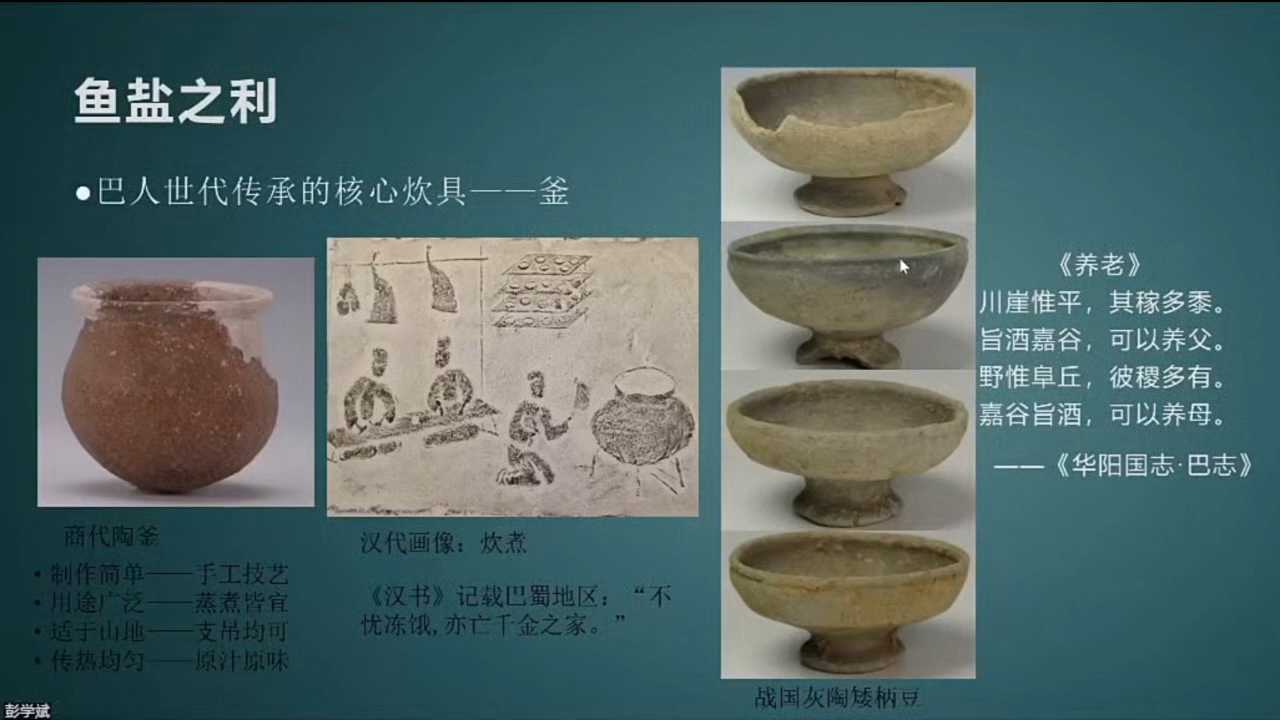 鱼盐之利
●巴人世代传承的核心炊具——釜
商代陶釜
·制作简单——手工技艺
·用途广泛——蒸煮皆宜
·适于山地——支吊均可
·传热均匀——原汁原味
汉代画像：炊煮
《汉书》记载巴蜀地区：“不
忧冻饿,亦亡千金之家。”
战国灰陶矮柄豆
《养老》
川崖惟平，其稼多黍。
旨酒嘉谷，可以养父。
野惟阜丘，彼稷多有。
嘉谷旨酒，可以养母。
——《华阳国志·巴志》
彭学斌